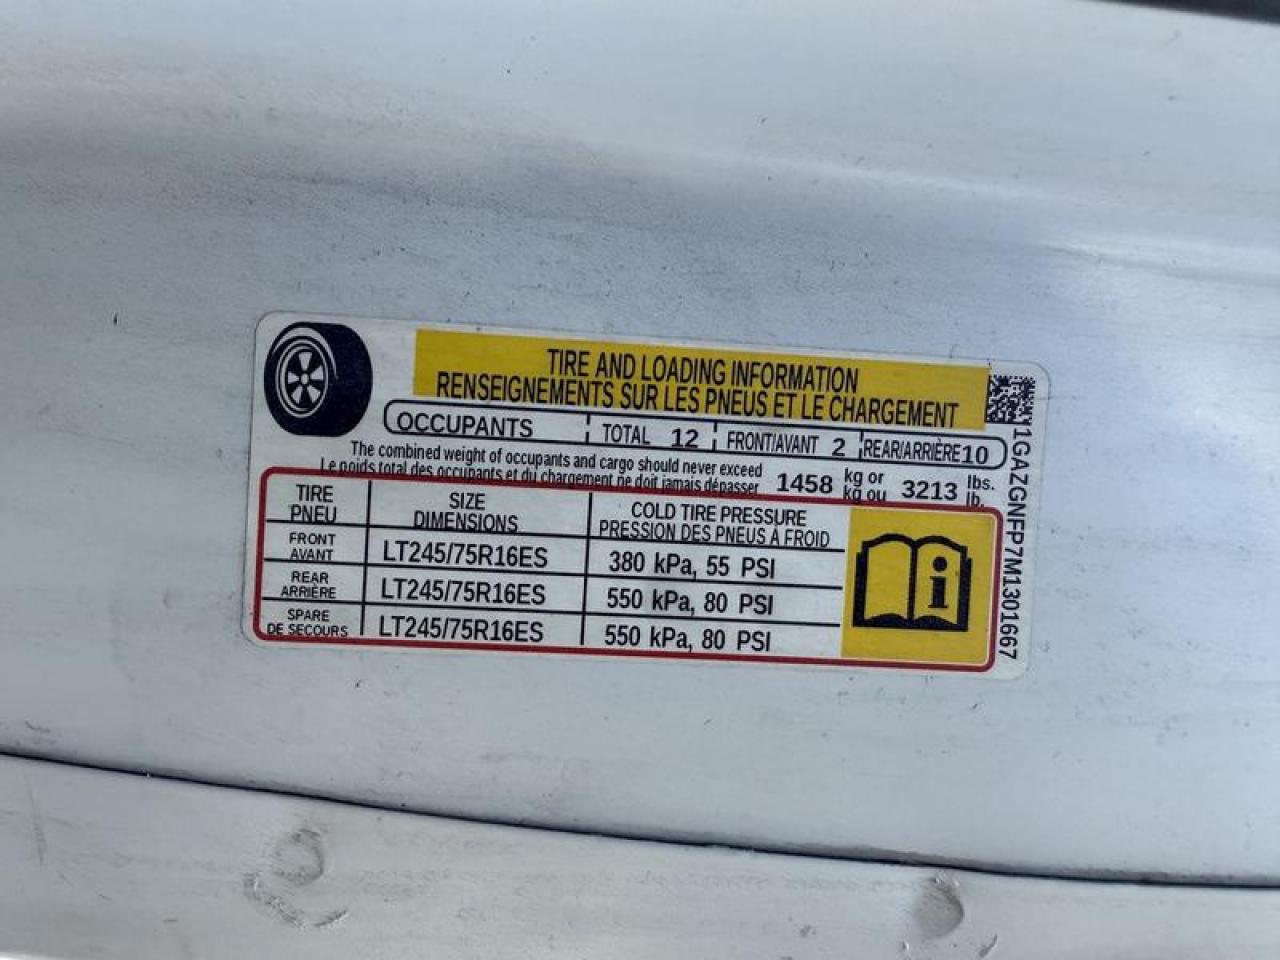 TIRE AND LOADING INFORMATION
RENSEIGNEMENTS SUR LES PNEUS ET LE CHARGEMENT
OCCUPANTS TOTAL 12 FRONT/AVANT 2 REAR/ARRIÈRE 10
The combined weight of occupants and cargo should never exceed
Le poids total des occupants et du chargement ne doit jamais dépasser
1458 kg or kg ou 3213 lbs. lb.
TIRE PNEU
SIZE DIMENSIONS
COLD TIRE PRESSURE
PRESSION DES PNEUS À FROID
FRONT AVANT LT245/75R16ES 380 kPa, 55 PSI
REAR ARRIÈRE LT245/75R16ES 550 kPa, 80 PSI
SPARE DE SECOURS LT245/75R16ES 550 kPa, 80 PSI
i
1GAZGNFP7M1301667